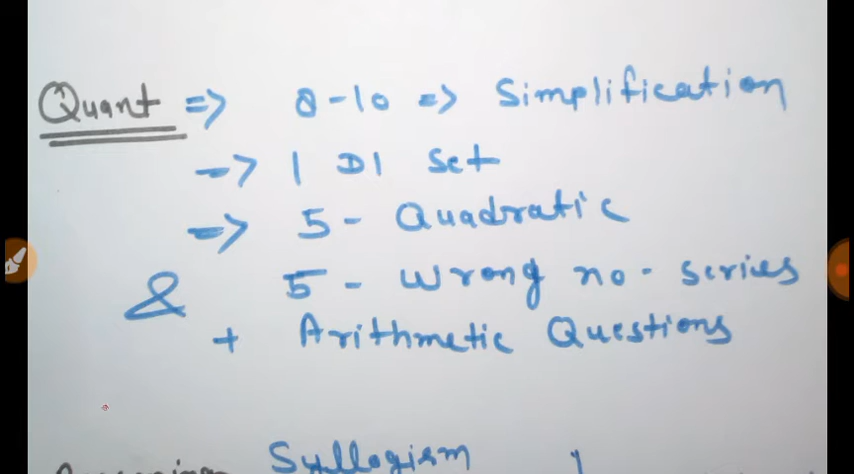 Quant => 8-10 => Simplification
-> 1 DI Set
=> 5 - Quadratic
& 5 - Wrong no- series
+ Arithmetic Questions
Syllogism